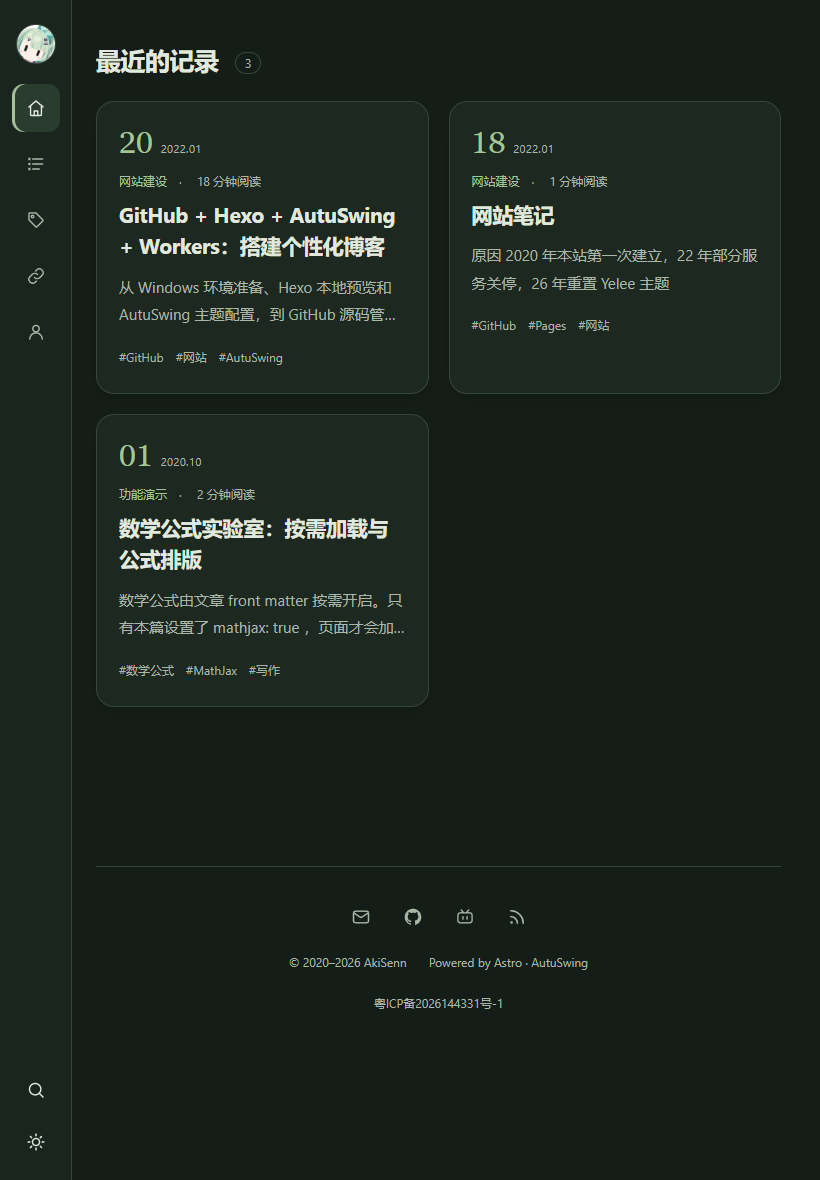 最近的记录 3
20 2022.01
网站建设 · 18 分钟阅读
GitHub + Hexo + AutuSwing
+ Workers：搭建个性化博客
从 Windows 环境准备、Hexo 本地预览和
AutuSwing 主题配置，到 GitHub 源码管...
#GitHub #网站 #AutuSwing
18 2022.01
网站建设 · 1 分钟阅读
网站笔记
原因 2020 年本站第一次建立，22 年部分服
务关停，26 年重置 Yelee 主题
#GitHub #Pages #网站
01 2020.10
功能演示 · 2 分钟阅读
数学公式实验室：按需加载与
公式排版
数学公式由文章 front matter 按需开启。只
有本篇设置了 mathjax: true ，页面才会加...
#数学公式 #MathJax #写作
© 2020–2026 AkiSenn Powered by Astro · AutuSwing
粤ICP备2026144331号-1